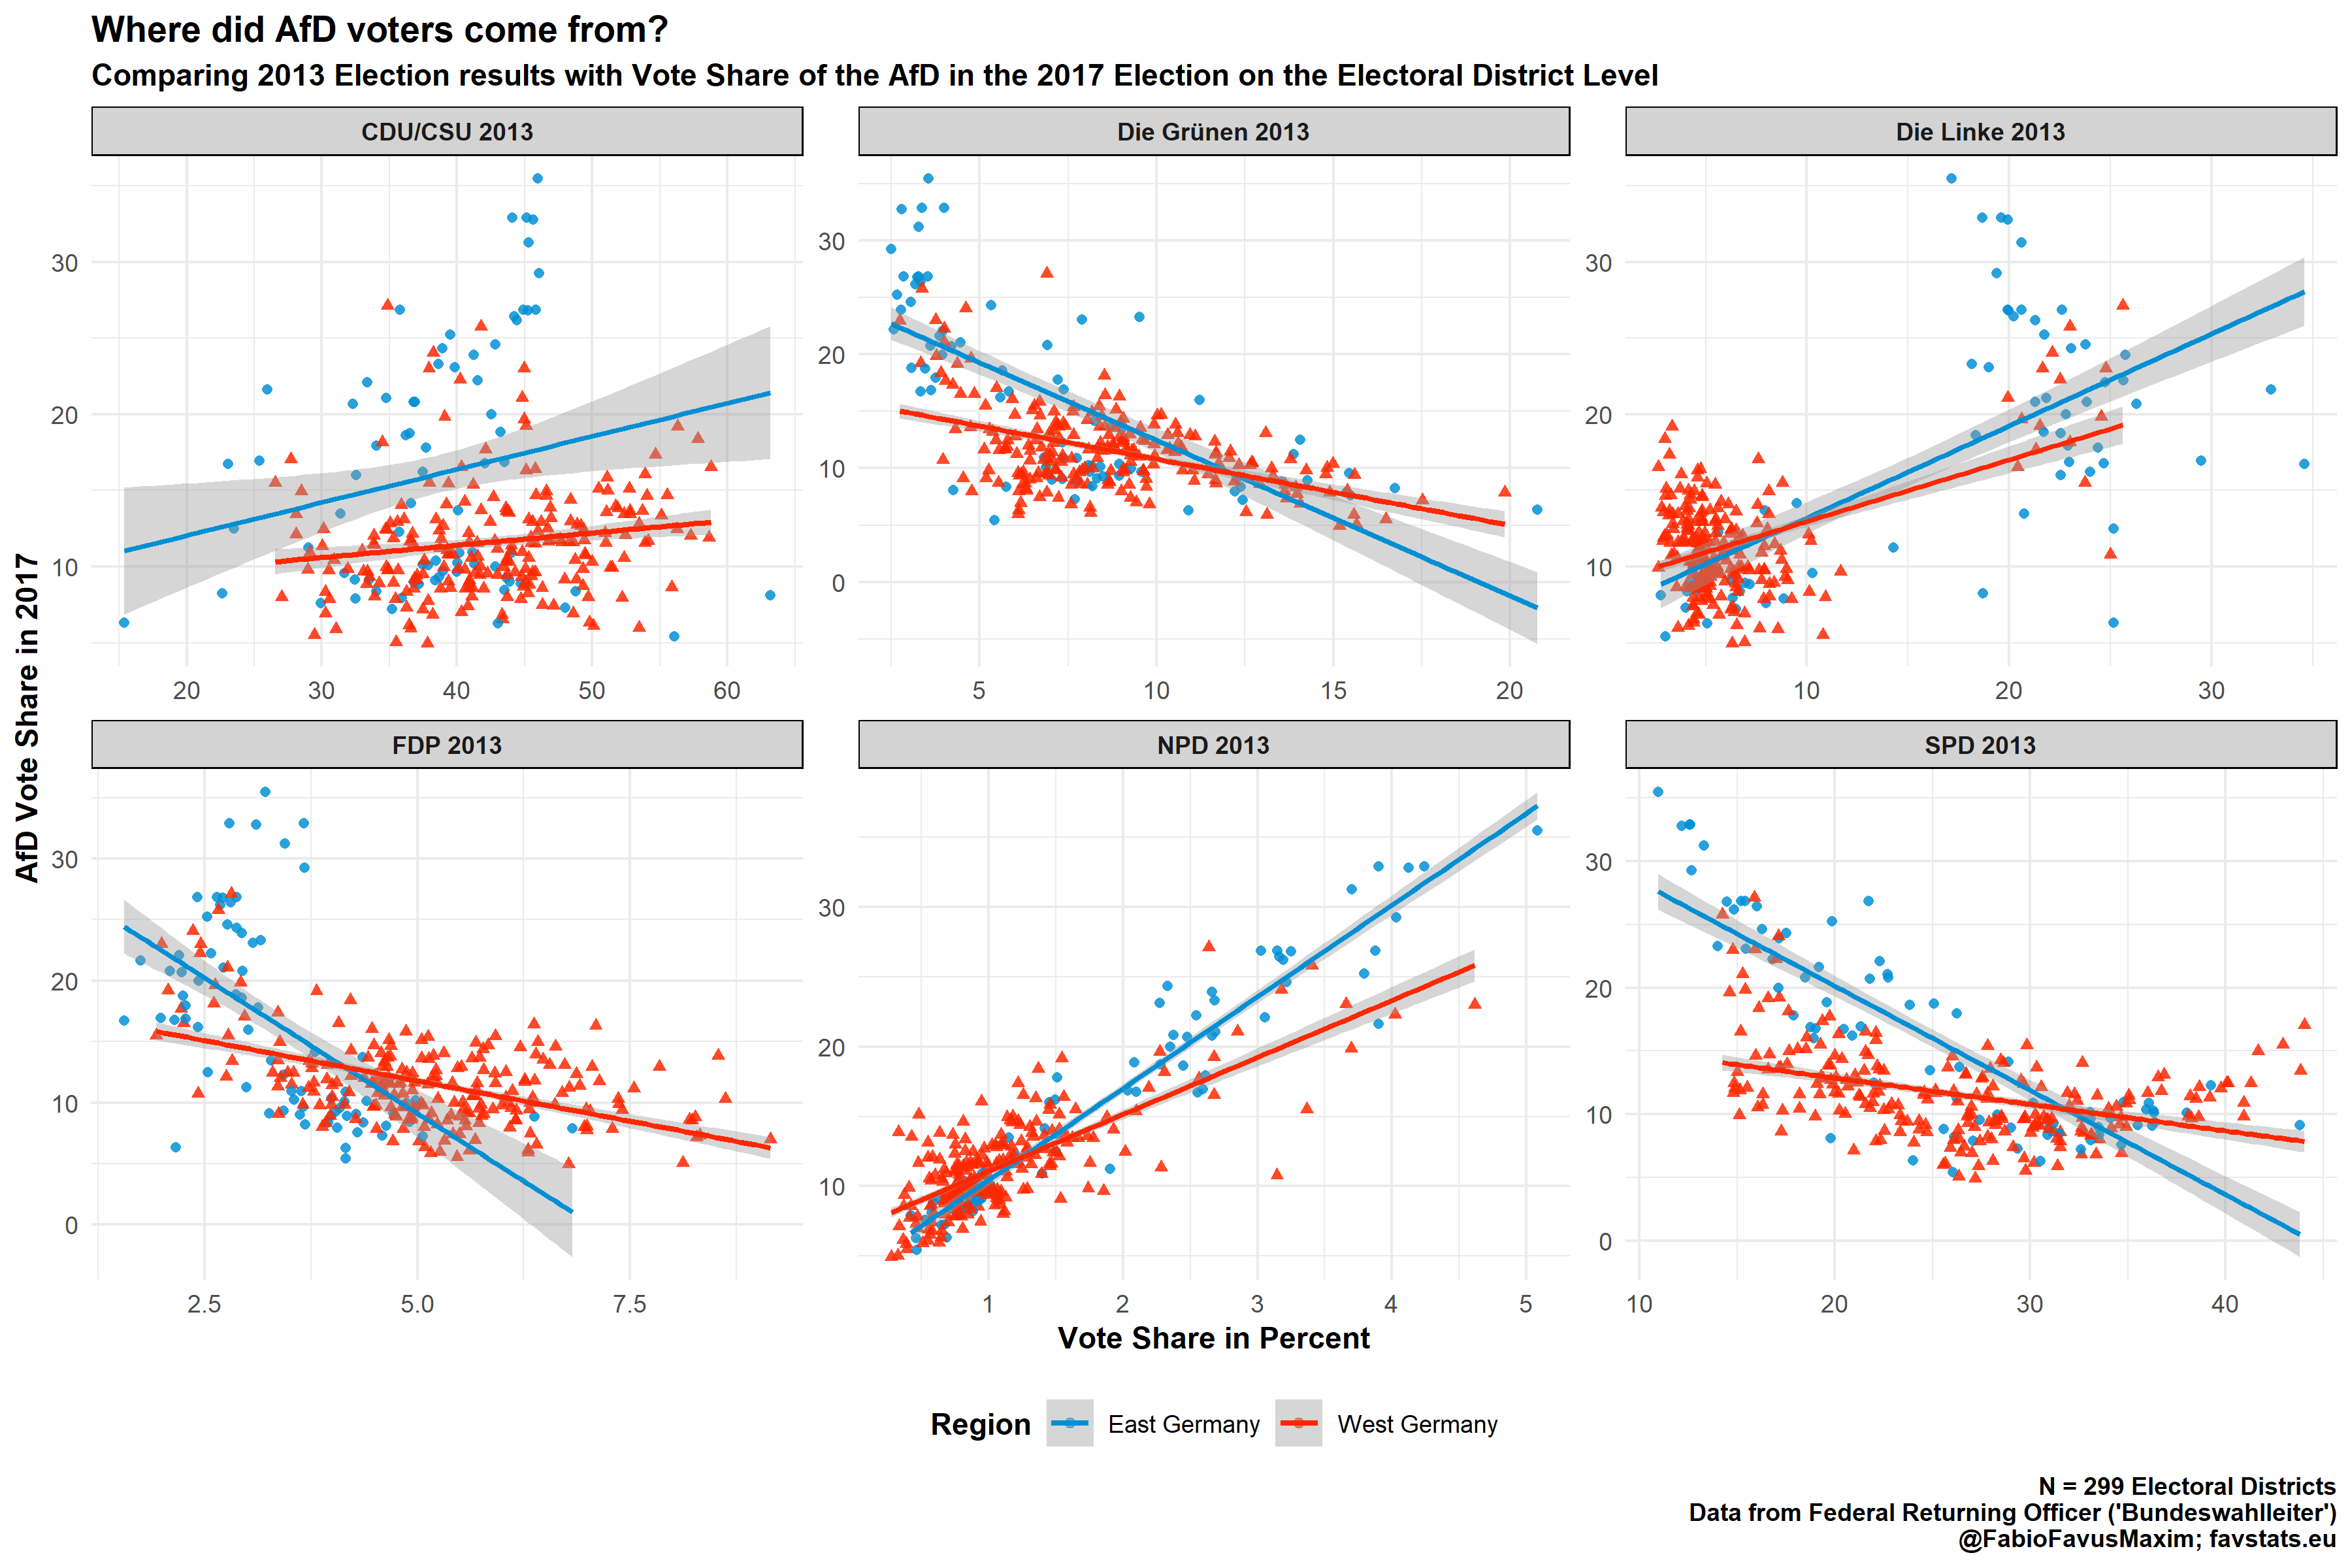 Where did AfD voters come from?
Comparing 2013 Election results with Vote Share of the AfD in the 2017 Election on the Electoral District Level
CDU/CSU 2013
Die Grünen 2013
Die Linke 2013
30
20
10
20 30 40 50 60
30
20
10
0
5 10 15 20
30
20
10
10 20 30
AfD Vote Share in 2017
FDP 2013
NPD 2013
SPD 2013
30
20
10
0
2.5 5.0 7.5
30
20
10
1 2 3 4 5
30
20
10
0
10 20 30 40
Vote Share in Percent
Region East Germany West Germany
N = 299 Electoral Districts
Data from Federal Returning Officer ('Bundeswahlleiter')
@FabioFavusMaxim; favstats.eu